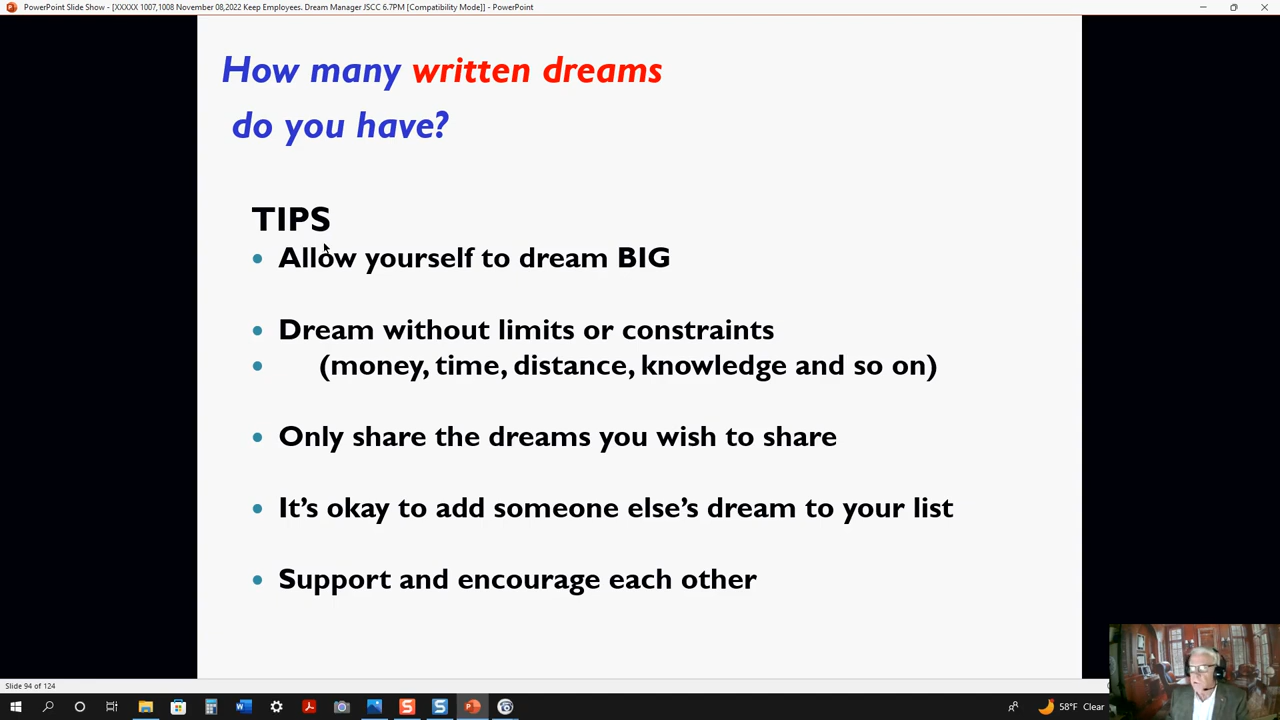 PowerPoint Slide Show - [XXXXX 1007,1008 November 08,2022 Keep Employees. Dream Manager JSCC 6.7PM [Compatibility Mode]] - PowerPoint
How many written dreams
do you have?
TIPS
• Allow yourself to dream BIG
• Dream without limits or constraints
• (money, time, distance, knowledge and so on)
• Only share the dreams you wish to share
• It’s okay to add someone else’s dream to your list
• Support and encourage each other
Slide 94 of 124
58°F Clear